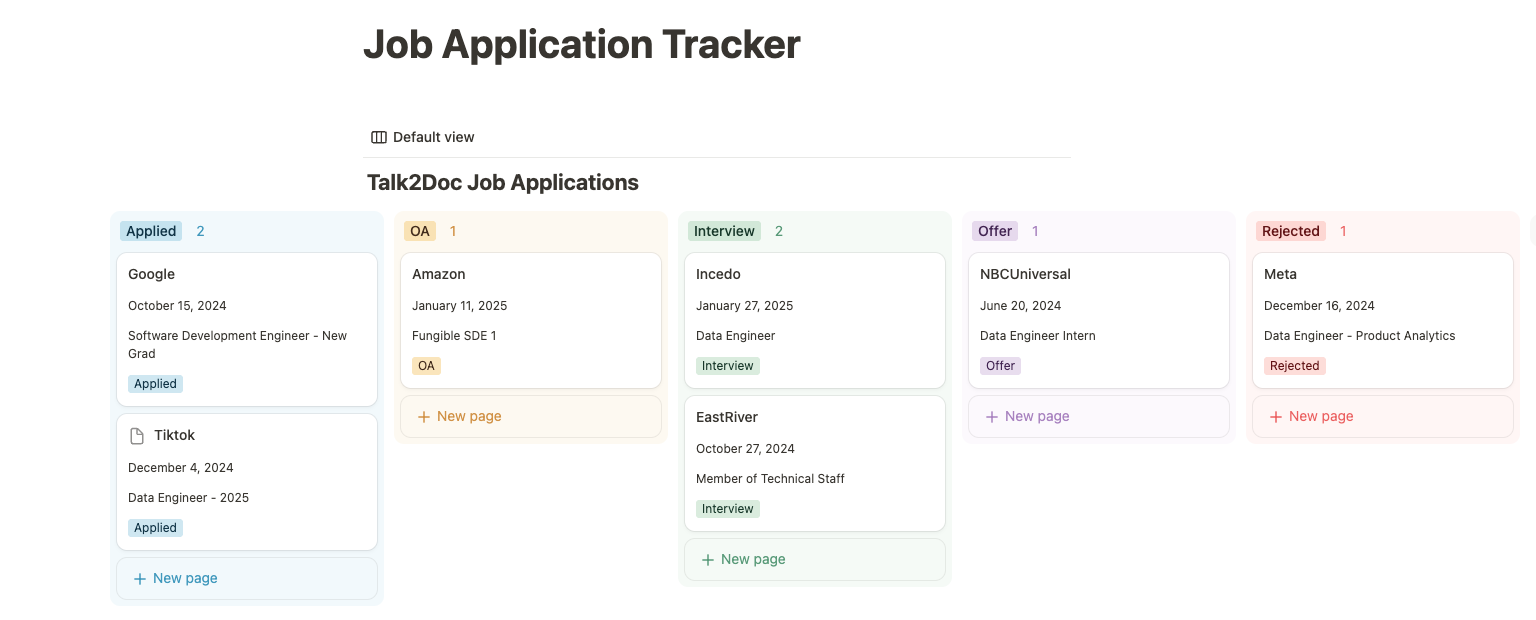 Job Application Tracker
Default view
Talk2Doc Job Applications
Applied 2
Google
October 15, 2024
Software Development Engineer - New
Grad
Applied
Tiktok
December 4, 2024
Data Engineer - 2025
Applied
+ New page
OA 1
Amazon
January 11, 2025
Fungible SDE 1
OA
+ New page
Interview 2
Incedo
January 27, 2025
Data Engineer
Interview
EastRiver
October 27, 2024
Member of Technical Staff
Interview
+ New page
Offer 1
NBCUniversal
June 20, 2024
Data Engineer Intern
Offer
+ New page
Rejected 1
Meta
December 16, 2024
Data Engineer - Product Analytics
Rejected
+ New page